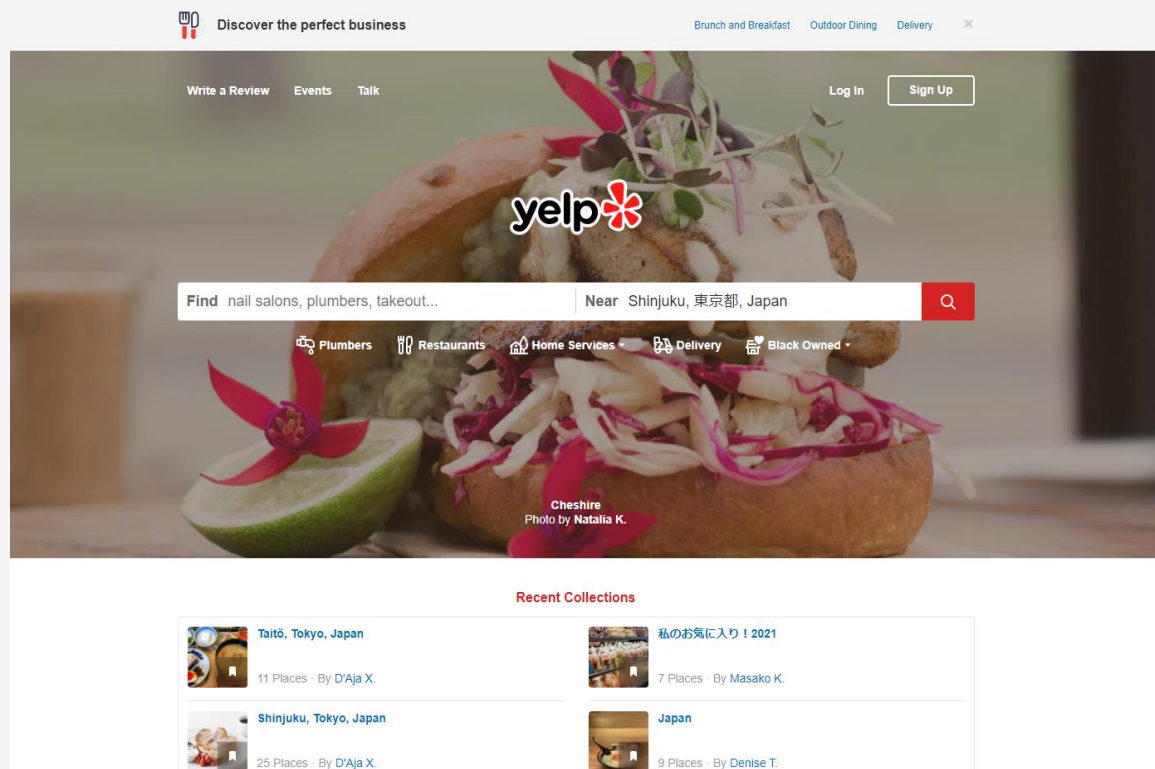 Discover the perfect business
Brunch and Breakfast Outdoor Dining Delivery ×
Write a Review Events Talk Log In Sign Up
yelp
Find nail salons, plumbers, takeout... Near Shinjuku, 東京都, Japan
Plumbers Restaurants Home Services Delivery Black Owned
Cheshire
Photo by Natalia K.
Recent Collections
Taitō, Tokyo, Japan
11 Places · By D'Aja X.
私のお気に入り！2021
7 Places · By Masako K.
Shinjuku, Tokyo, Japan
25 Places · By D'Aja X.
Japan
9 Places · By Denise T.